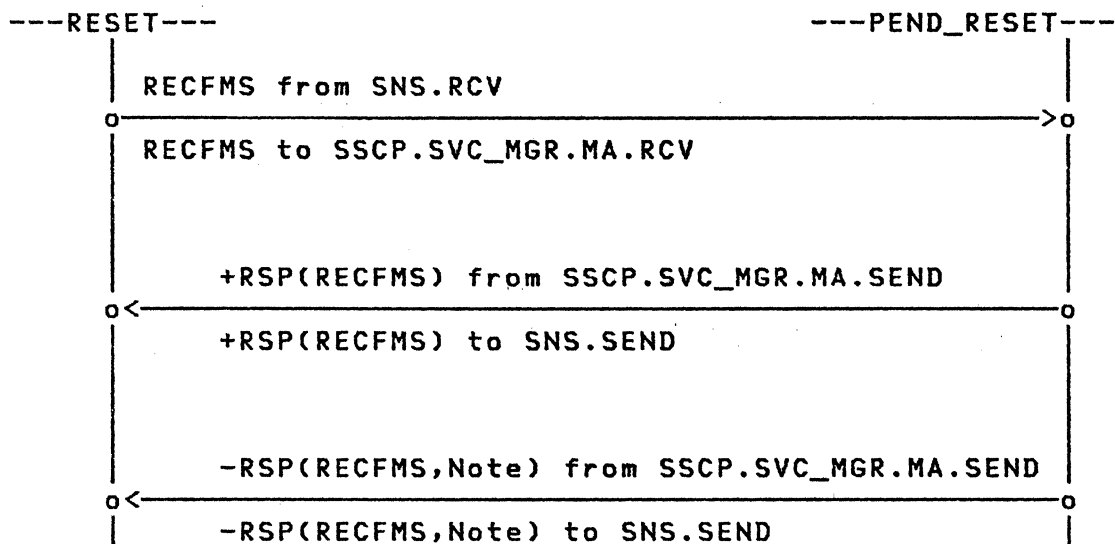 ---RESET--- ---PEND_RESET---
RECFMS from SNS.RCV
o >o
RECFMS to SSCP.SVC_MGR.MA.RCV
+RSP(RECFMS) from SSCP.SVC_MGR.MA.SEND
o< o
+RSP(RECFMS) to SNS.SEND
-RSP(RECFMS,Note) from SSCP.SVC_MGR.MA.SEND
o< o
-RSP(RECFMS,Note) to SNS.SEND